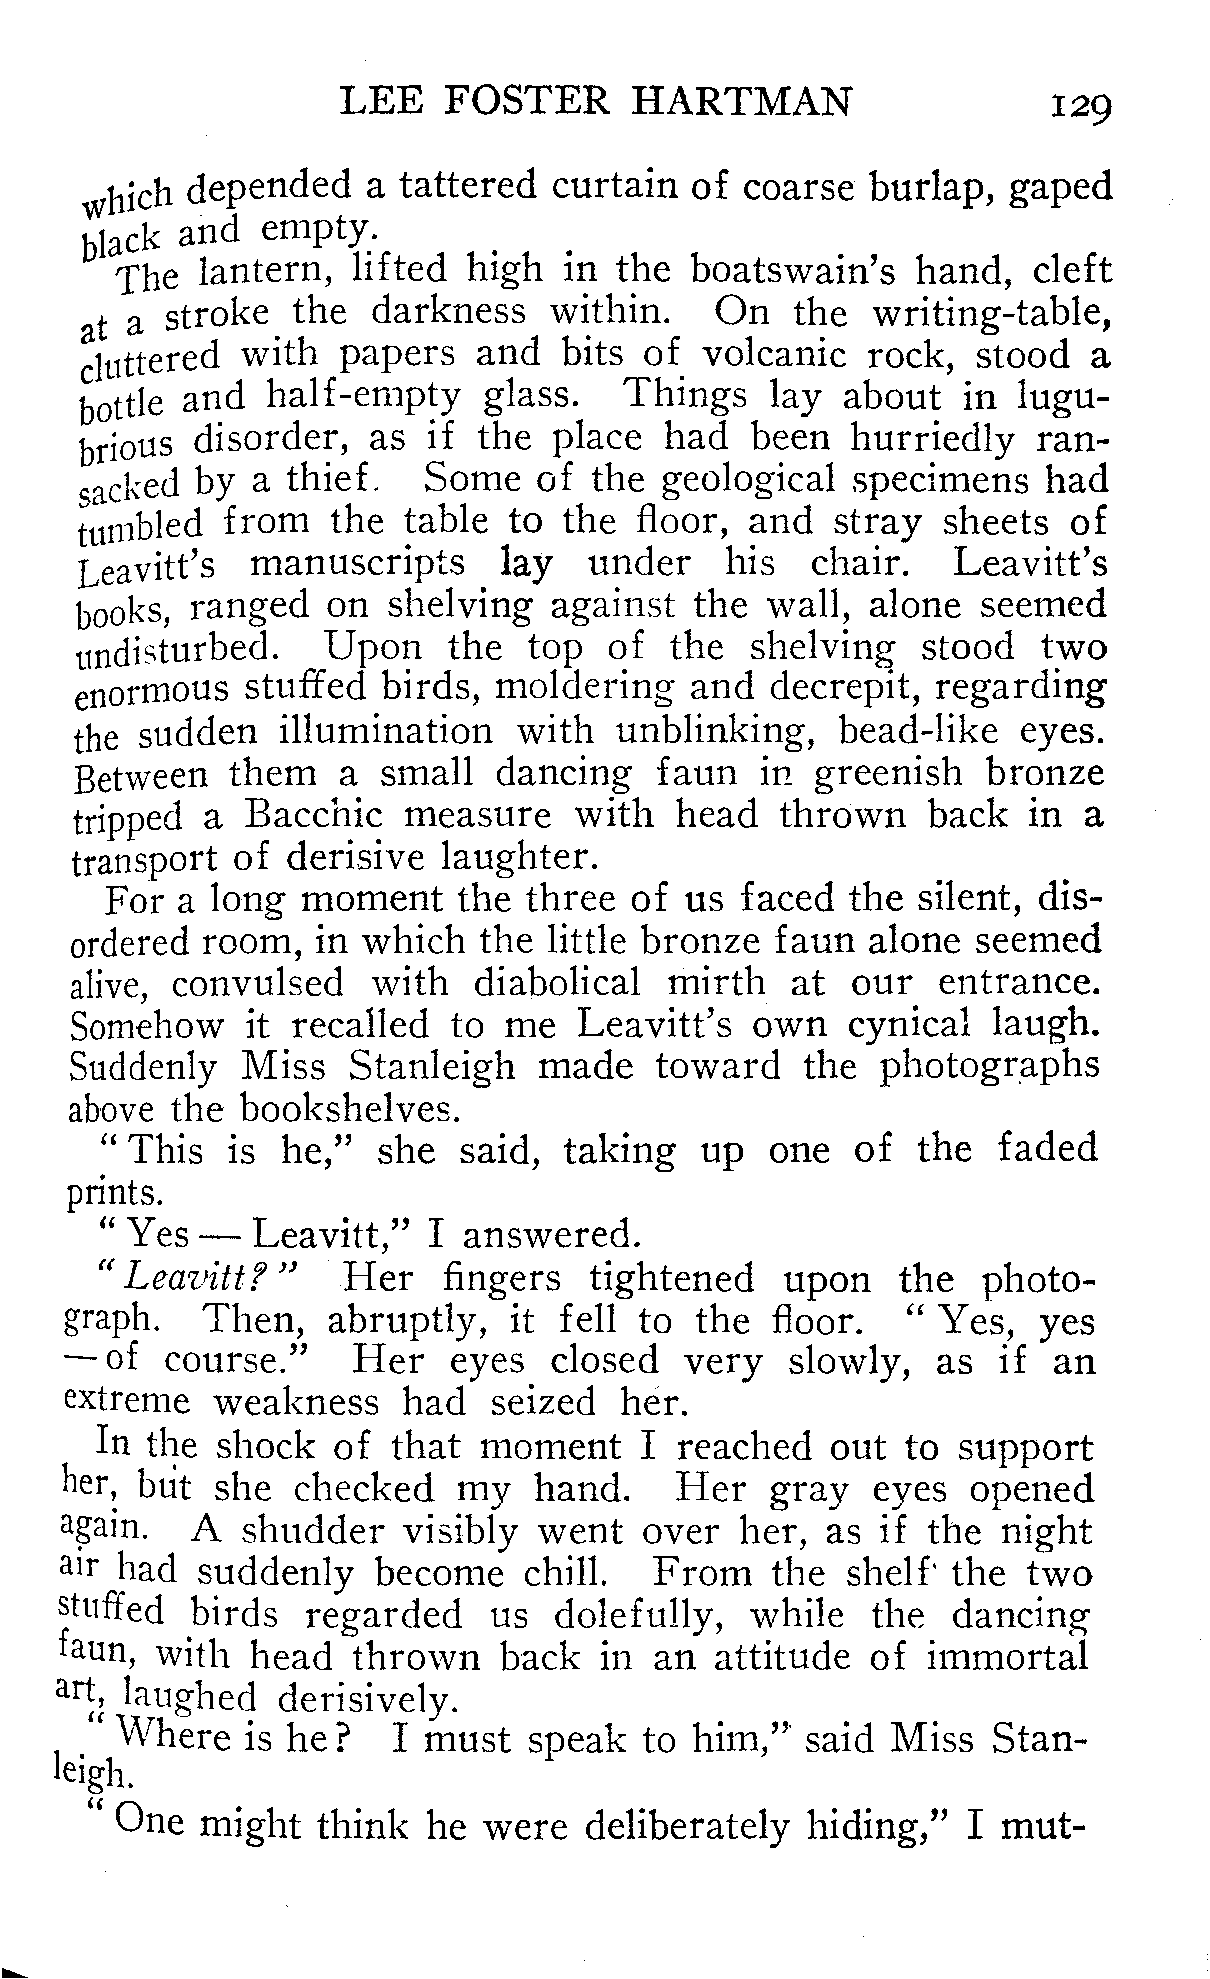 LEE FOSTER HARTMAN 129
which depended a tattered curtain of coarse burlap, gaped
black and empty.
The lantern, lifted high in the boatswain's hand, cleft
at a stroke the darkness within. On the writing-table,
cluttered with papers and bits of volcanic rock, stood a
bottle and half-empty glass. Things lay about in lugu-
brious disorder, as if the place had been hurriedly ran-
sacked by a thief. Some of the geological specimens had
tumbled from the table to the floor, and stray sheets of
Leavitt's manuscripts lay under his chair. Leavitt's
books, ranged on shelving against the wall, alone seemed
undisturbed. Upon the top of the shelving stood two
enormous stuffed birds, moldering and decrepit, regarding
the sudden illumination with unblinking, bead-like eyes.
Between them a small dancing faun in greenish bronze
tripped a Bacchic measure with head thrown back in a
transport of derisive laughter.
For a long moment the three of us faced the silent, dis-
ordered room, in which the little bronze faun alone seemed
alive, convulsed with diabolical mirth at our entrance.
Somehow it recalled to me Leavitt's own cynical laugh.
Suddenly Miss Stanleigh made toward the photographs
above the bookshelves.
"This is he," she said, taking up one of the faded
prints.
"Yes — Leavitt," I answered.
"Leavitt?" Her fingers tightened upon the photo-
graph. Then, abruptly, it fell to the floor. "Yes, yes
— of course." Her eyes closed very slowly, as if an
extreme weakness had seized her.
In the shock of that moment I reached out to support
her, but she checked my hand. Her gray eyes opened
again. A shudder visibly went over her, as if the night
air had suddenly become chill. From the shelf the two
stuffed birds regarded us dolefully, while the dancing
faun, with head thrown back in an attitude of immortal
art, laughed derisively.
"Where is he? I must speak to him," said Miss Stan-
leigh.
"One might think he were deliberately hiding," I mut-